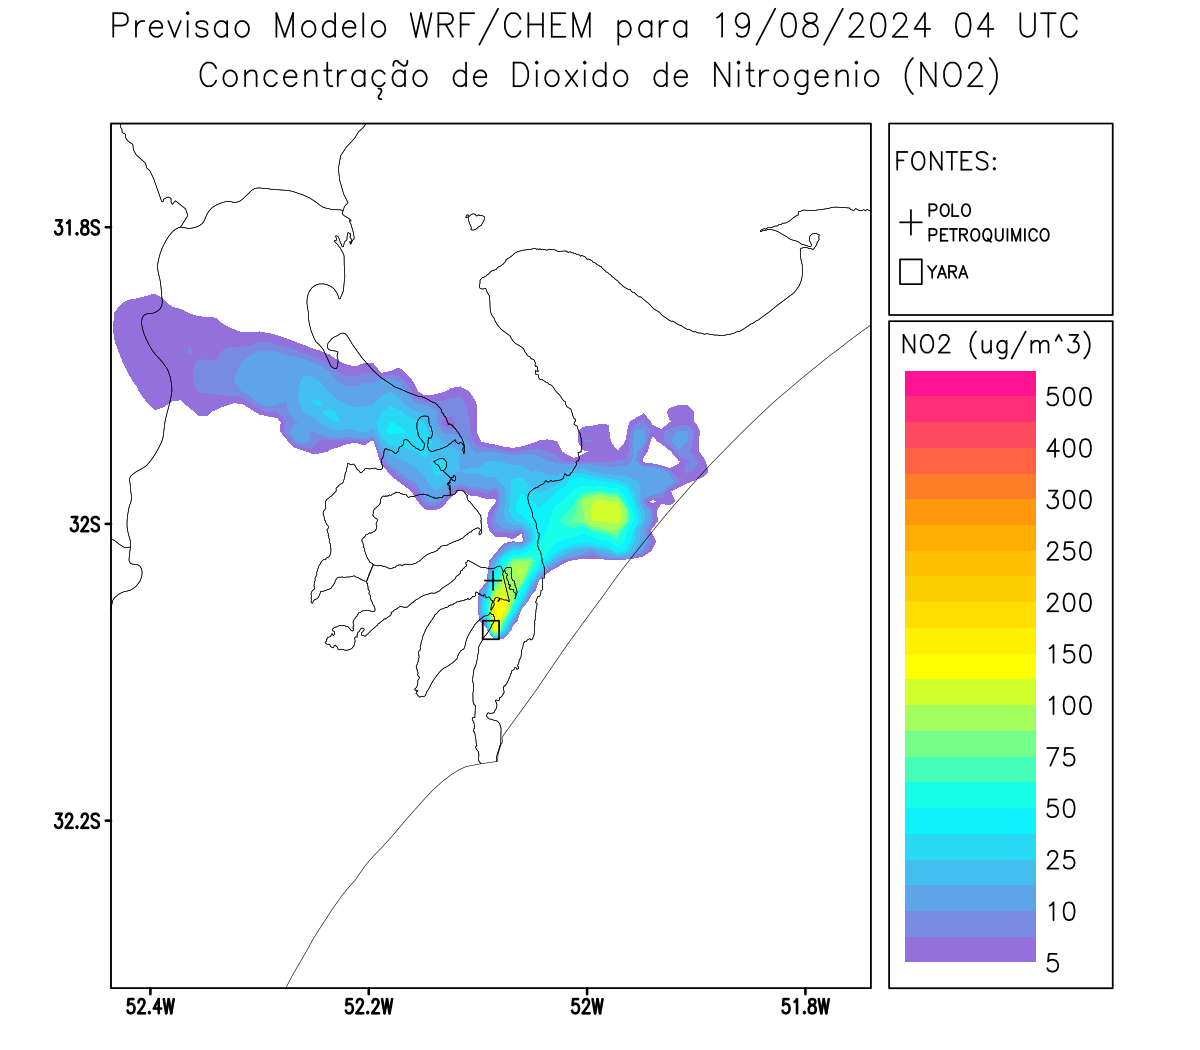 Previsao Modelo WRF/CHEM para 19/08/2024 04 UTC
Concentração de Dioxido de Nitrogenio (NO2)
FONTES:
POLO
PETROQUIMICO
YARA
NO2 (ug/m^3)
500
400
300
250
200
150
100
75
50
25
10
5
31.8S
32S
32.2S
52.4W
52.2W
52W
51.8W